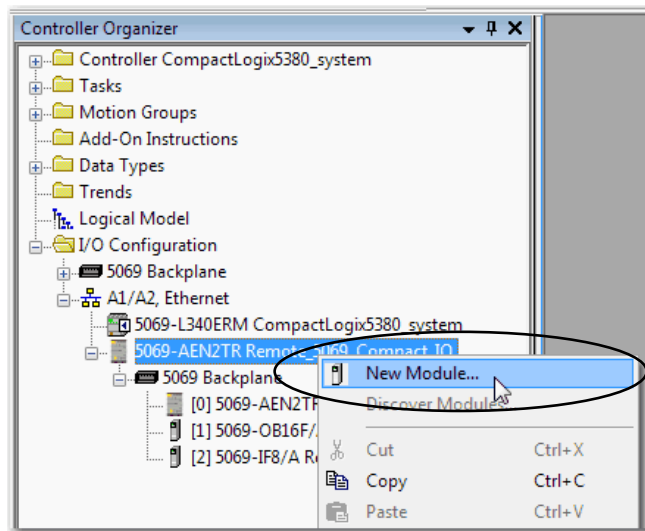 Controller Organizer
Controller CompactLogix5380_system
Tasks
Motion Groups
Add-On Instructions
Data Types
Trends
Logical Model
I/O Configuration
5069 Backplane
A1/A2, Ethernet
5069-L340ERM CompactLogix5380_system
5069-AEN2TR Remote_5069_Compact_IO
New Module...
5069 Backplane
Discover Modules...
[0] 5069-AEN2TR
[1] 5069-OB16F/
Cut Ctrl+X
[2] 5069-IF8/A R
Copy Ctrl+C
Paste Ctrl+V